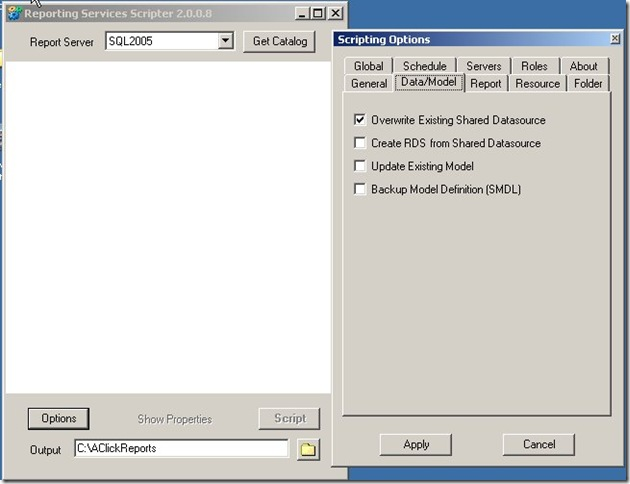 Reporting Services Scripter 2.0.0.8
Report Server SQL2005 Get Catalog
Options Show Properties Script
Output C:\AClickReports
Scripting Options
Global Schedule Servers Roles About
General Data/Model Report Resource Folder
Overwrite Existing Shared Datasource
Create RDS from Shared Datasource
Update Existing Model
Backup Model Definition (SMDL)
Apply Cancel